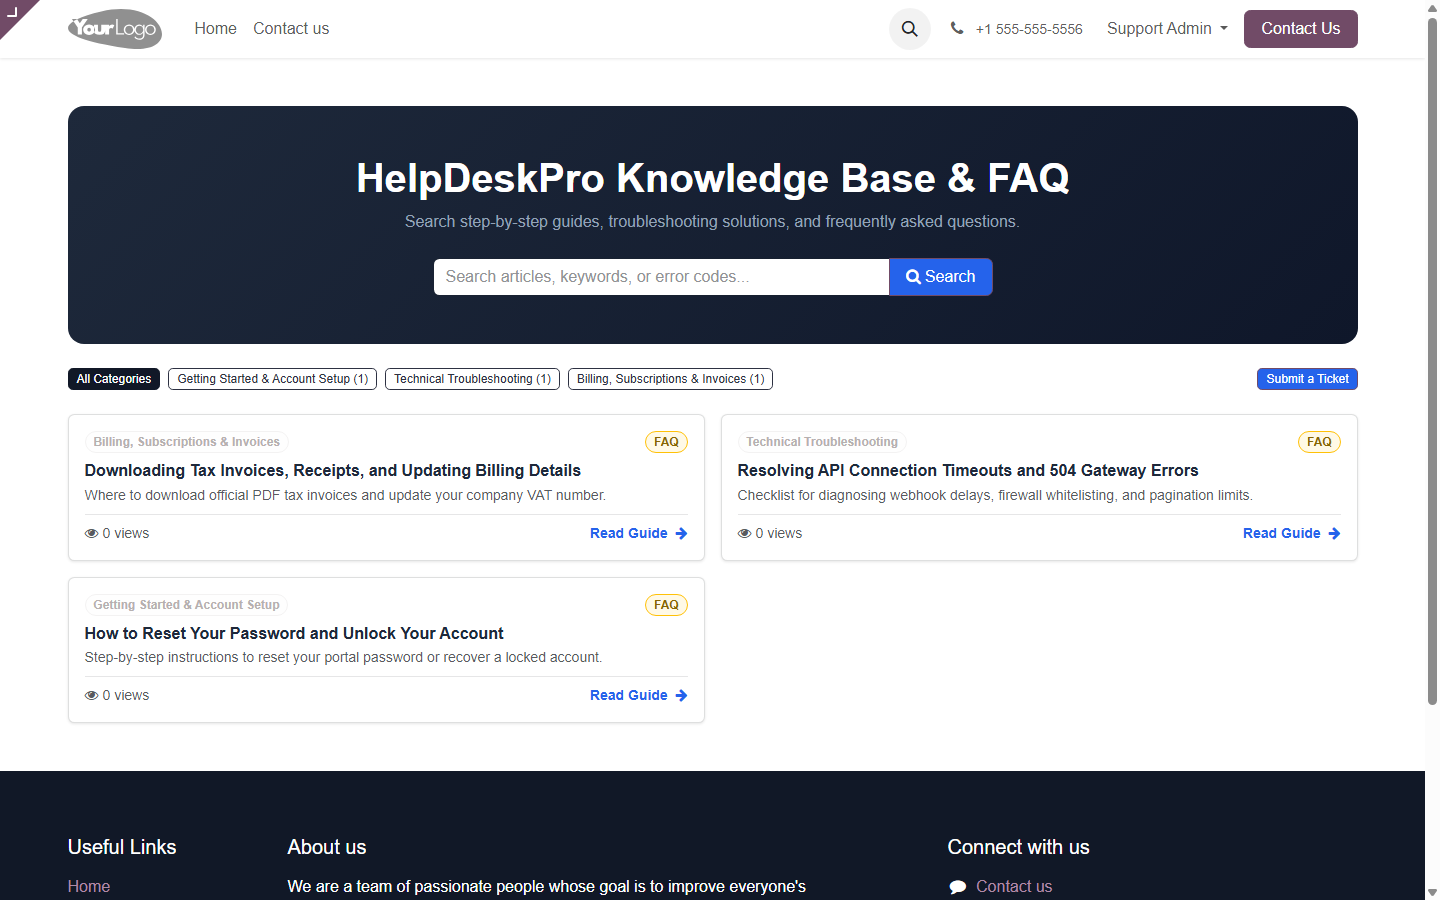 YourLogo
Home
Contact us
+1 555-555-5556
Support Admin
Contact Us
HelpDeskPro Knowledge Base & FAQ
Search step-by-step guides, troubleshooting solutions, and frequently asked questions.
Search articles, keywords, or error codes...
Search
All Categories
Getting Started & Account Setup (1)
Technical Troubleshooting (1)
Billing, Subscriptions & Invoices (1)
Submit a Ticket
Billing, Subscriptions & Invoices
FAQ
Downloading Tax Invoices, Receipts, and Updating Billing Details
Where to download official PDF tax invoices and update your company VAT number.
0 views
Read Guide
Technical Troubleshooting
FAQ
Resolving API Connection Timeouts and 504 Gateway Errors
Checklist for diagnosing webhook delays, firewall whitelisting, and pagination limits.
0 views
Read Guide
Getting Started & Account Setup
FAQ
How to Reset Your Password and Unlock Your Account
Step-by-step instructions to reset your portal password or recover a locked account.
0 views
Read Guide
Useful Links
Home
About us
We are a team of passionate people whose goal is to improve everyone's
Connect with us
Contact us